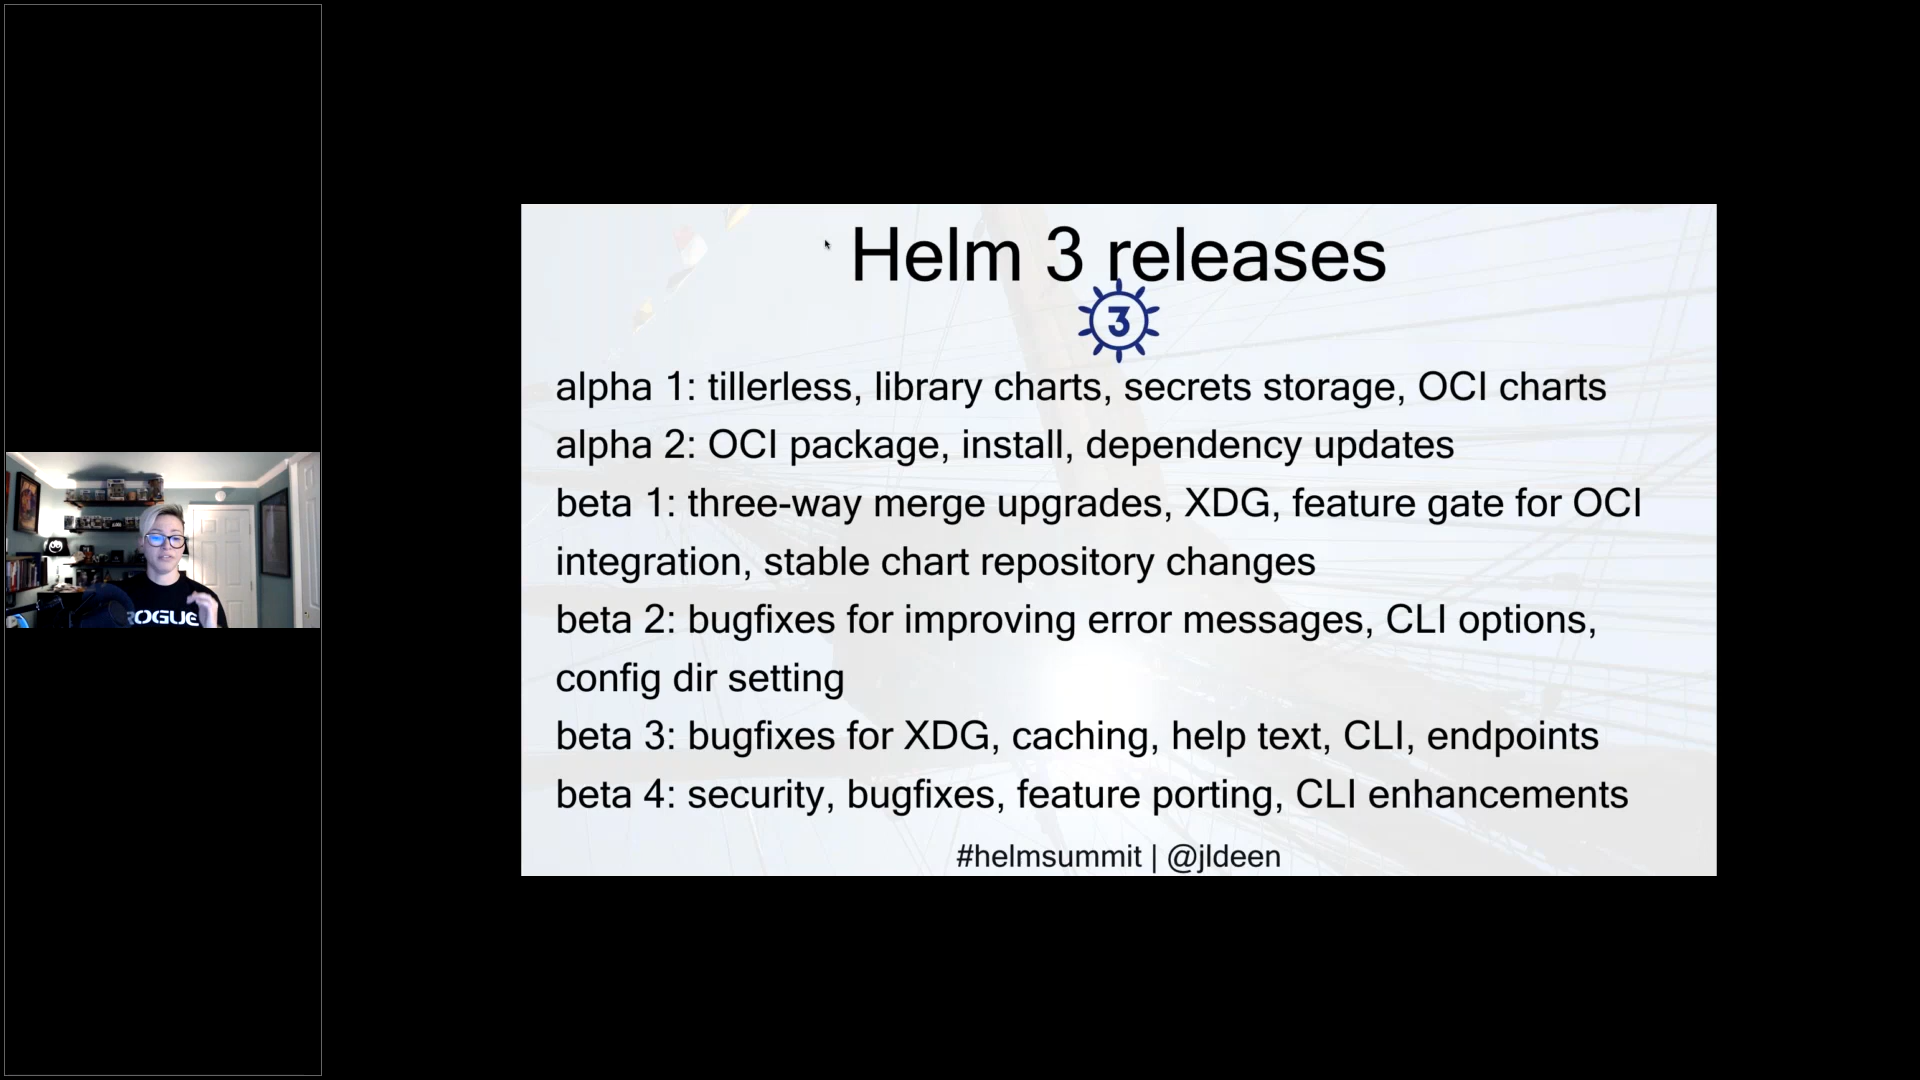 Helm 3 releases
3
alpha 1: tillerless, library charts, secrets storage, OCI charts
alpha 2: OCI package, install, dependency updates
beta 1: three-way merge upgrades, XDG, feature gate for OCI
integration, stable chart repository changes
beta 2: bugfixes for improving error messages, CLI options,
config dir setting
beta 3: bugfixes for XDG, caching, help text, CLI, endpoints
beta 4: security, bugfixes, feature porting, CLI enhancements
#helmsummit | @jldeen
ROGUE